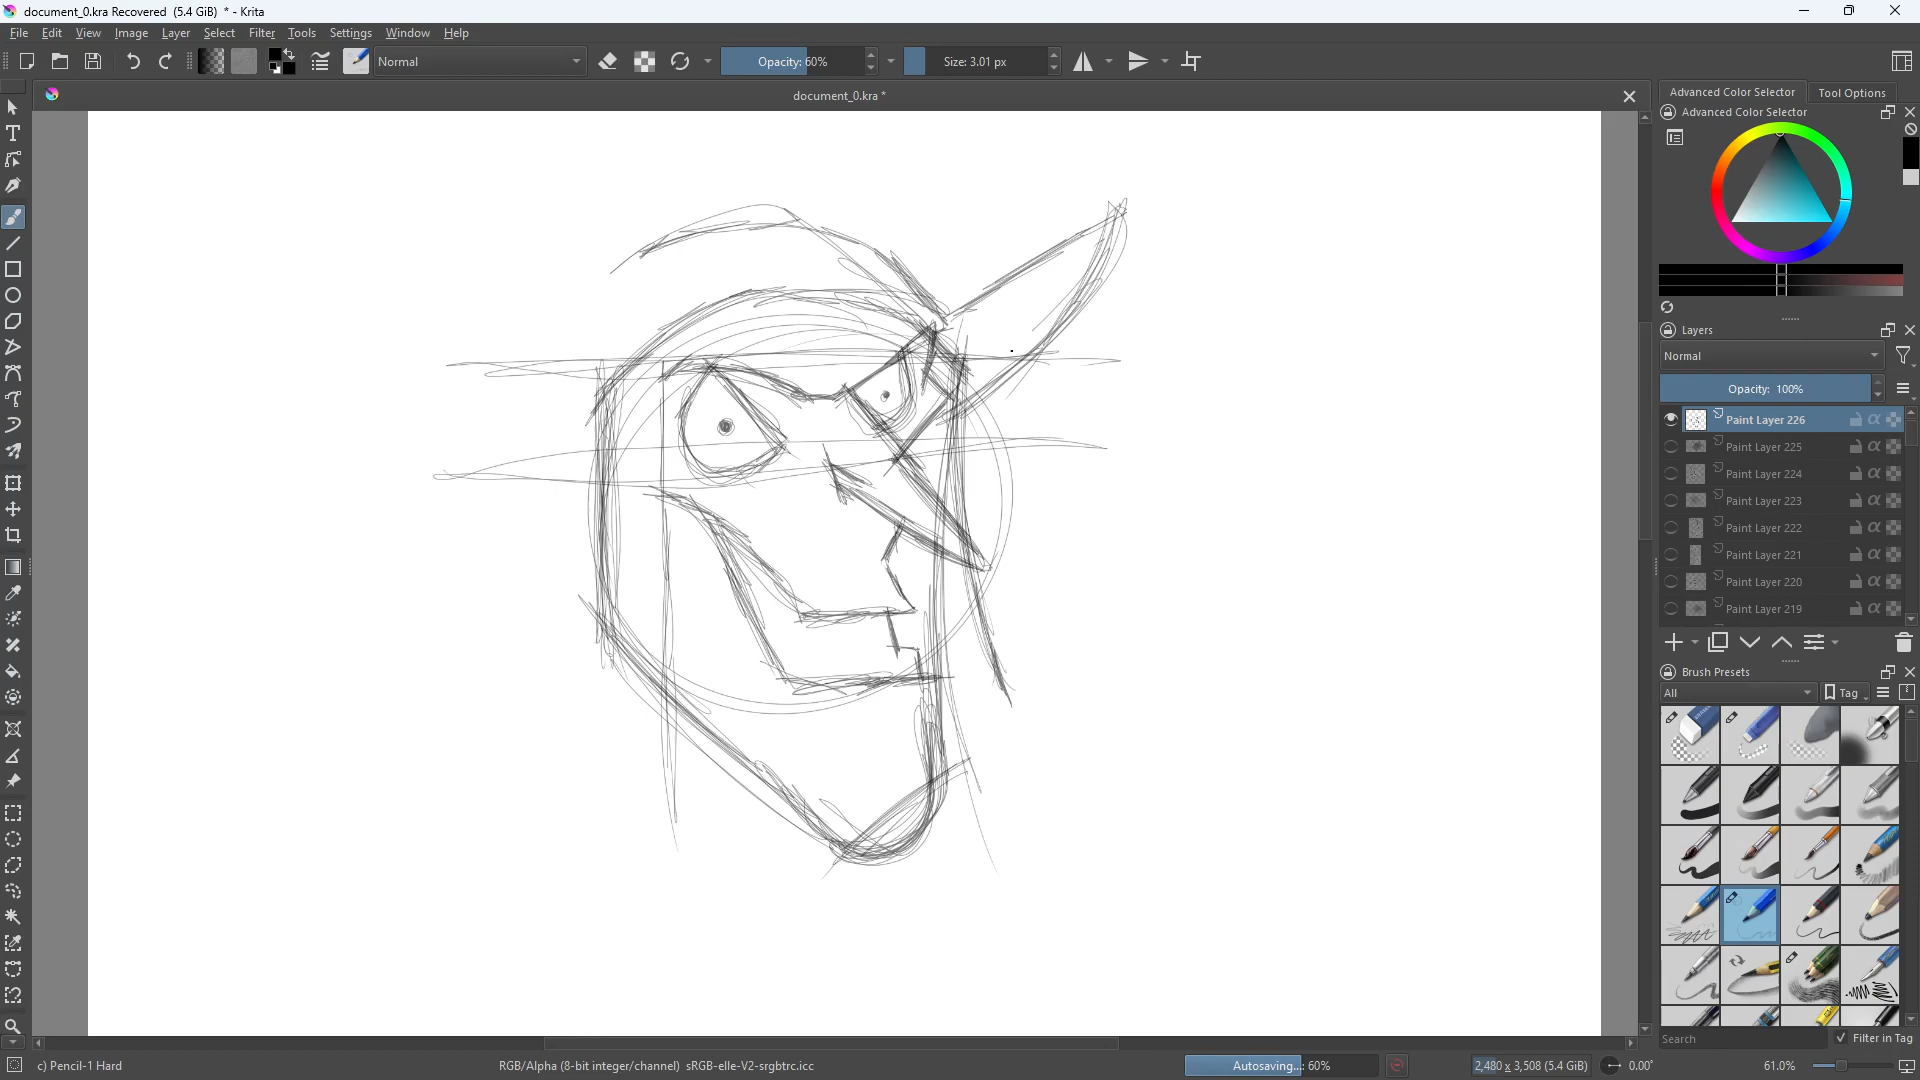 document_0.kra Recovered (5.4 GiB) * - Krita
File Edit View Image Layer Select Filter Tools Settings Window Help
Normal
Opacity: 60%
Size: 3.01 px
document_0.kra *
Advanced Color Selector
Tool Options
Advanced Color Selector
Layers
Normal
Opacity: 100%
Paint Layer 226
Paint Layer 225
Paint Layer 224
Paint Layer 223
Paint Layer 222
Paint Layer 221
Paint Layer 220
Paint Layer 219
Brush Presets
All
Tag
Search
Filter in Tag
c) Pencil-1 Hard
RGB/Alpha (8-bit integer/channel) sRGB-elle-V2-srgbtrc.icc
Autosaving...: 60%
2,480 x 3,508 (5.4 GiB)
0.00°
61.0%